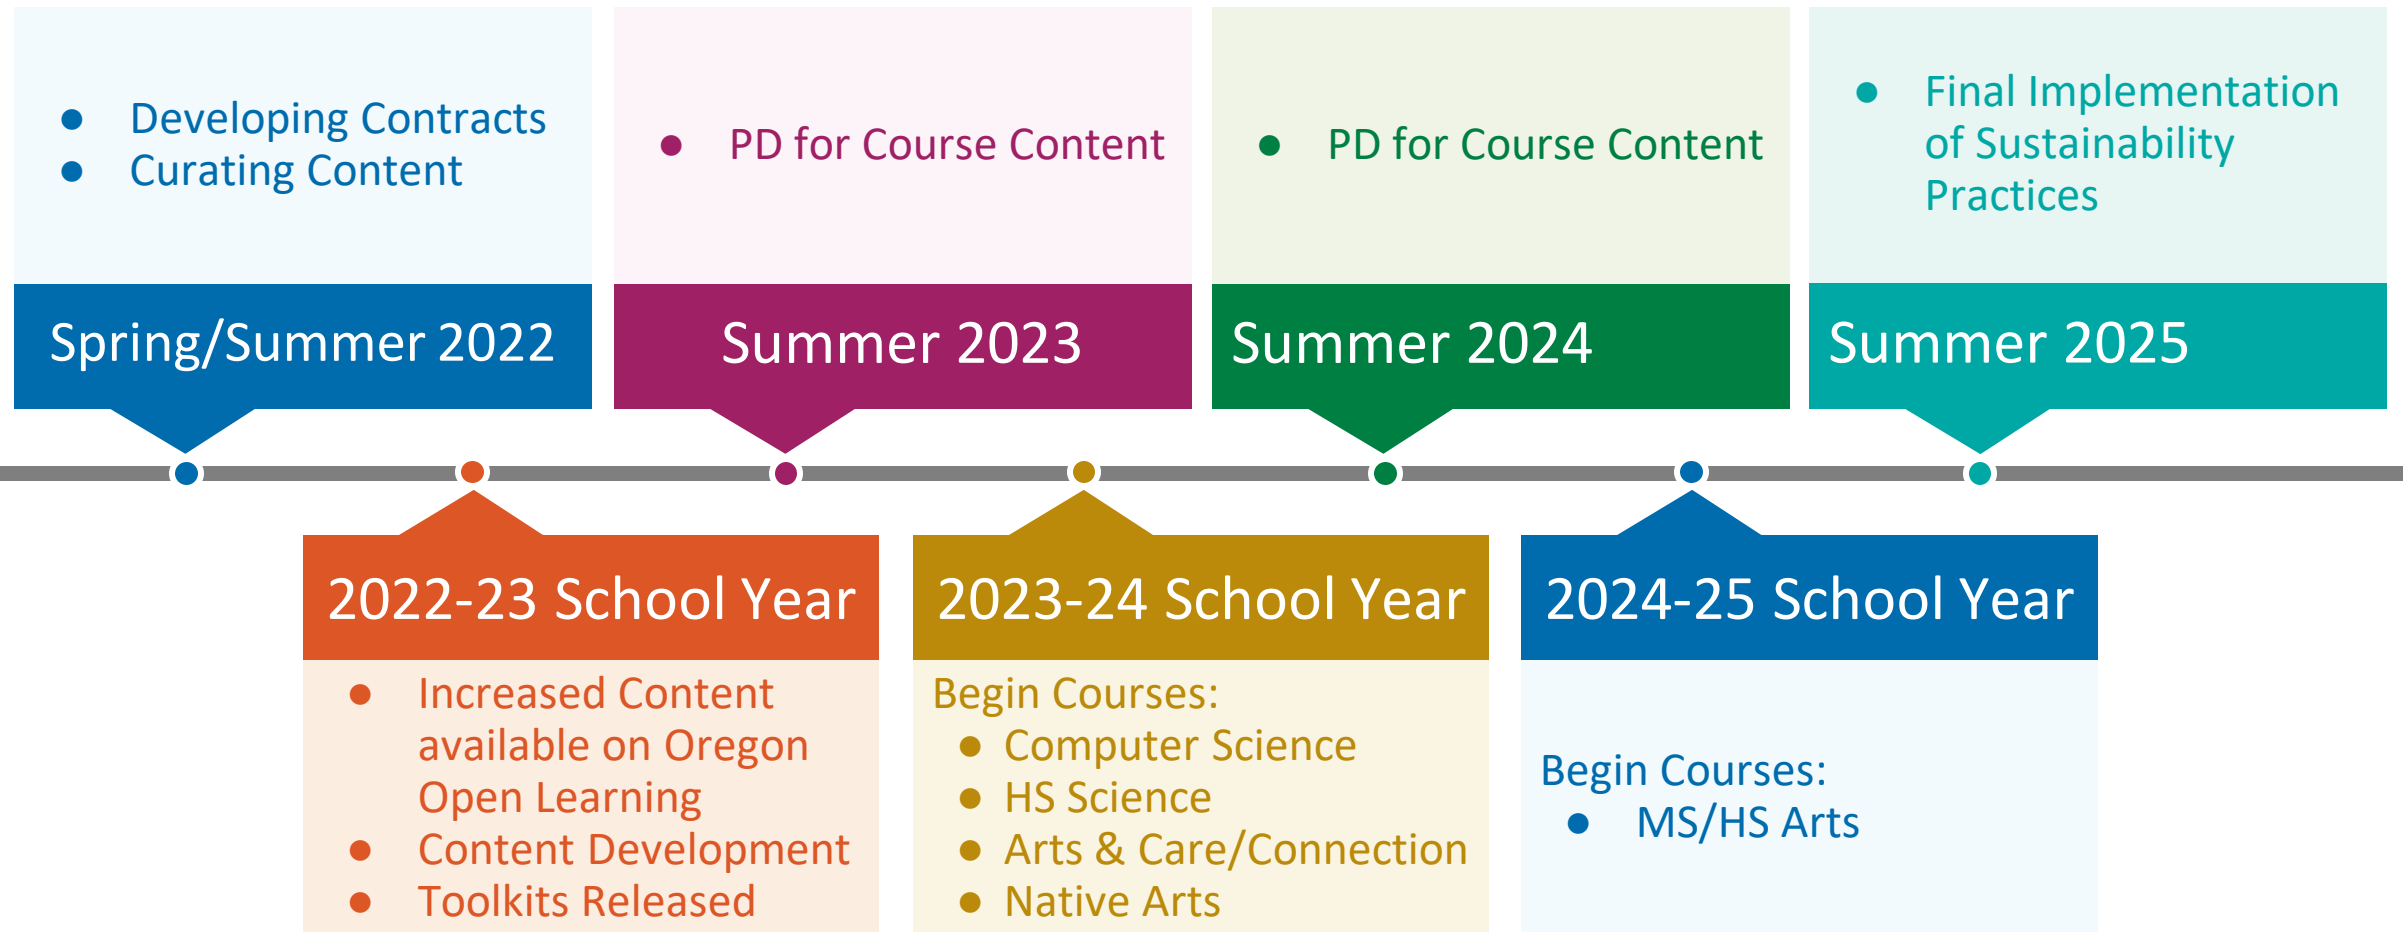 ● Developing Contracts
● Curating Content
Spring/Summer 2022
● PD for Course Content
Summer 2023
● PD for Course Content
Summer 2024
● Final Implementation
of Sustainability
Practices
Summer 2025
2022-23 School Year
● Increased Content
available on Oregon
Open Learning
● Content Development
● Toolkits Released
2023-24 School Year
Begin Courses:
● Computer Science
● HS Science
● Arts & Care/Connection
● Native Arts
2024-25 School Year
Begin Courses:
● MS/HS Arts